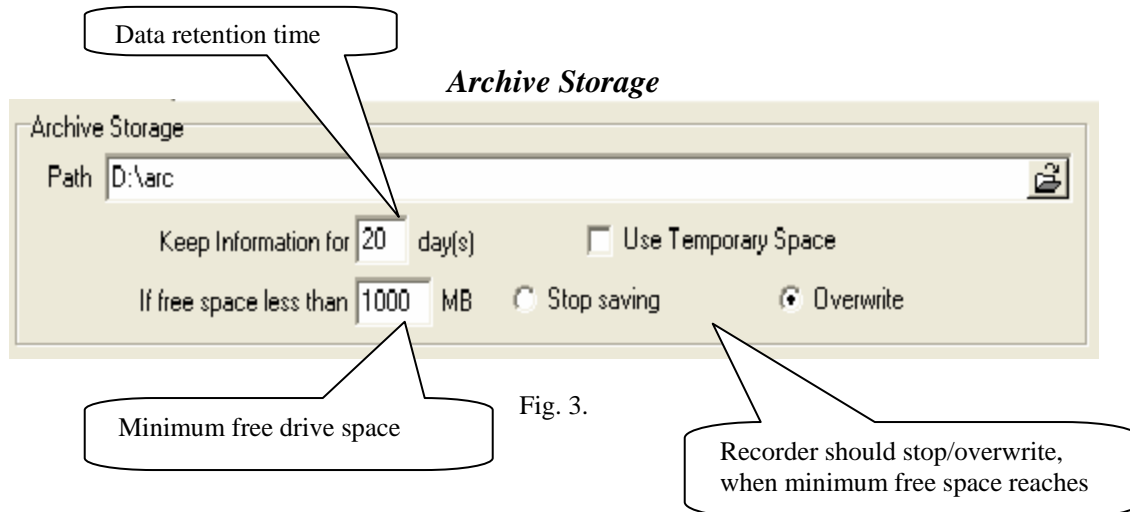 Data retention time
Archive Storage
Archive Storage
Path D:\arc
Keep Information for 20 day(s) Use Temporary Space
If free space less than 1000 MB Stop saving Overwrite
Minimum free drive space
Fig. 3.
Recorder should stop/overwrite,
when minimum free space reaches